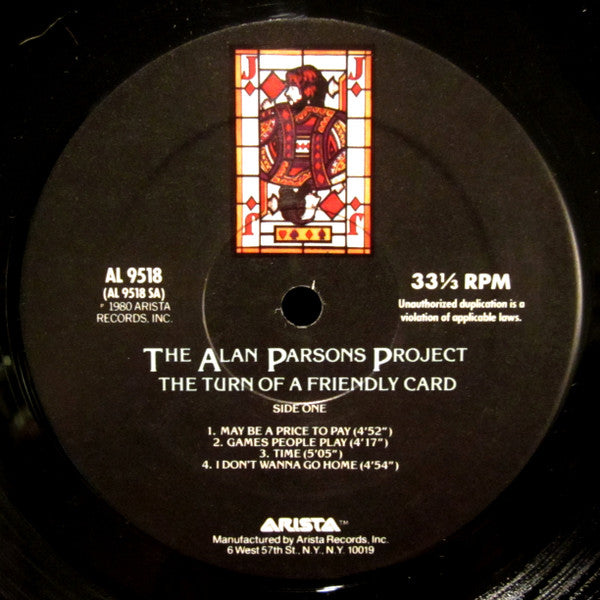 J J
AL 9518
(AL 9518 SA)
℗ 1980 ARISTA
RECORDS, INC.
33⅓ RPM
Unauthorized duplication is a
violation of applicable laws.
THE ALAN PARSONS PROJECT
THE TURN OF A FRIENDLY CARD
SIDE ONE
1. MAY BE A PRICE TO PAY (4'52")
2. GAMES PEOPLE PLAY (4'17")
3. TIME (5'05")
4. I DON'T WANNA GO HOME (4'54")
ARISTA™
Manufactured by Arista Records, Inc.
6 West 57th St., N.Y., N.Y. 10019